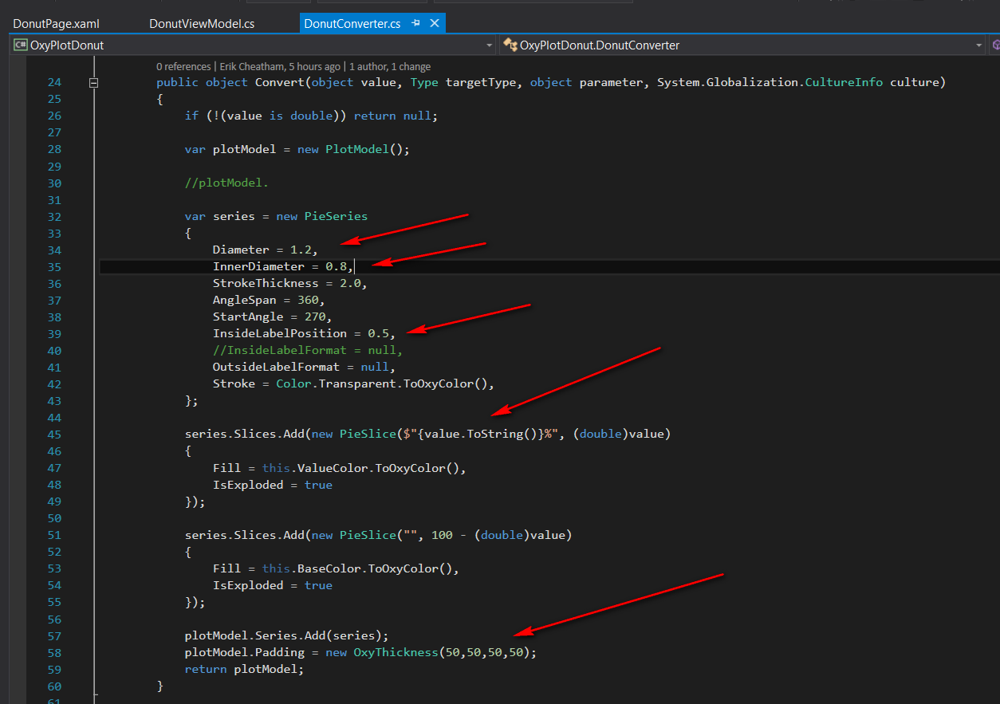 DonutPage.xaml DonutViewModel.cs DonutConverter.cs
C# OxyPlotDonut OxyPlotDonut.DonutConverter
0 references | Erik Cheatham, 5 hours ago | 1 author, 1 change
24 public object Convert(object value, Type targetType, object parameter, System.Globalization.CultureInfo culture)
25 {
26 if (!(value is double)) return null;
27
28 var plotModel = new PlotModel();
29
30 //plotModel.
31
32 var series = new PieSeries
33 {
34 Diameter = 1.2,
35 InnerDiameter = 0.8,
36 StrokeThickness = 2.0,
37 AngleSpan = 360,
38 StartAngle = 270,
39 InsideLabelPosition = 0.5,
40 //InsideLabelFormat = null,
41 OutsideLabelFormat = null,
42 Stroke = Color.Transparent.ToOxyColor(),
43 };
44
45 series.Slices.Add(new PieSlice($"{value.ToString()}%", (double)value)
46 {
47 Fill = this.ValueColor.ToOxyColor(),
48 IsExploded = true
49 });
50
51 series.Slices.Add(new PieSlice("", 100 - (double)value)
52 {
53 Fill = this.BaseColor.ToOxyColor(),
54 IsExploded = true
55 });
56
57 plotModel.Series.Add(series);
58 plotModel.Padding = new OxyThickness(50,50,50,50);
59 return plotModel;
60 }
61